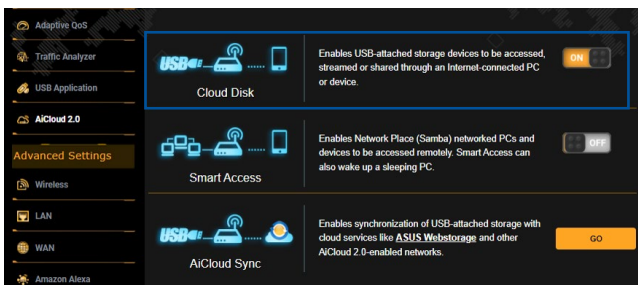 Adaptive QoS
Traffic Analyzer
USB Application
AiCloud 2.0
Advanced Settings
Wireless
LAN
WAN
Amazon Alexa
USB
Cloud Disk
Enables USB-attached storage devices to be accessed,
streamed or shared through an Internet-connected PC
or device.
ON
Smart Access
Enables Network Place (Samba) networked PCs and
devices to be accessed remotely. Smart Access can
also wake up a sleeping PC.
OFF
USB
AiCloud Sync
Enables synchronization of USB-attached storage with
cloud services like ASUS Webstorage and other
AiCloud 2.0-enabled networks.
GO